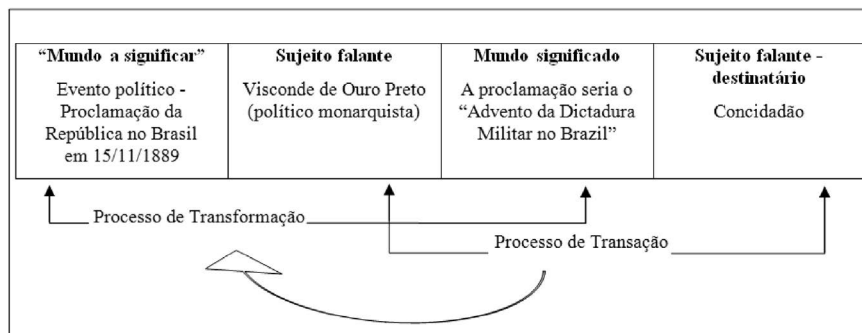 “Mundo a significar”
Evento político -
Proclamação da
República no Brasil
em 15/11/1889
Sujeito falante
Visconde de Ouro Preto
(político monarquista)
Mundo significado
A proclamação seria o
“Advento da Dictadura
Militar no Brazil”
Sujeito falante -
destinatário
Concidadão
Processo de Transformação
Processo de Transação